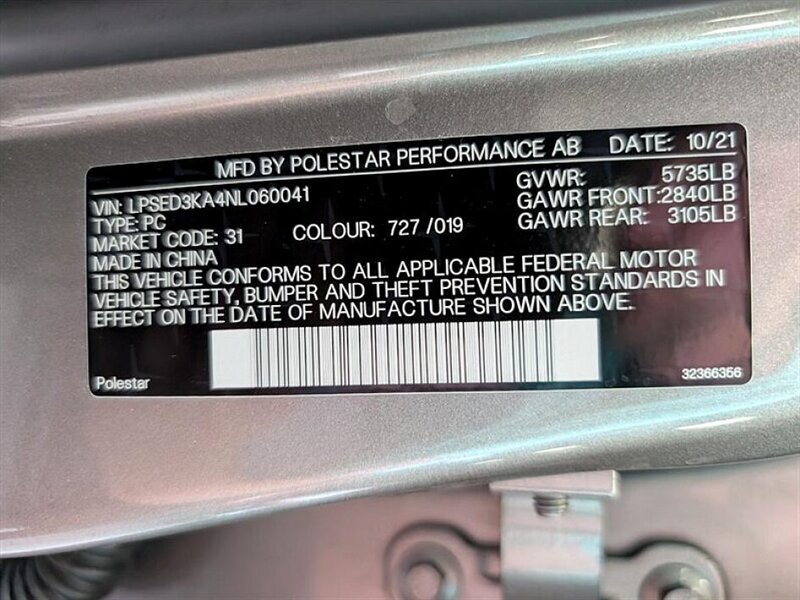 MFD BY POLESTAR PERFORMANCE AB DATE: 10/21
VIN: LPSED3KA4NL060041 GVWR: 5735LB
TYPE: PC GAWR FRONT:2840LB
MARKET CODE: 31 COLOUR: 727 /019 GAWR REAR: 3105LB
MADE IN CHINA
THIS VEHICLE CONFORMS TO ALL APPLICABLE FEDERAL MOTOR
VEHICLE SAFETY, BUMPER AND THEFT PREVENTION STANDARDS IN
EFFECT ON THE DATE OF MANUFACTURE SHOWN ABOVE.
Polestar 32366356